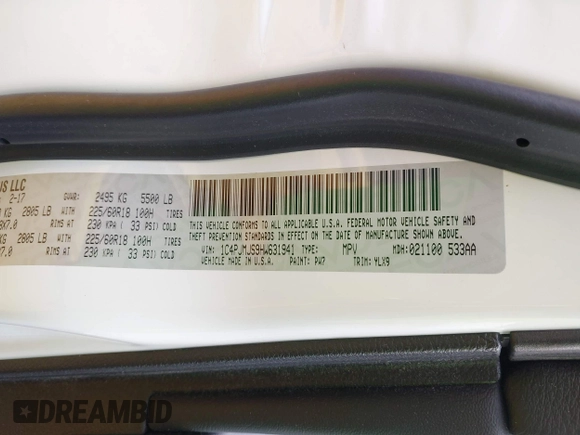 US LLC
2-17 GVWR: 2495 KG 5500 LB
KG 2805 LB WITH 225/60R18 100H TIRES
X7.0 RIMS AT 230 KPA ( 33 PSI) COLD
KG 2805 LB WITH 225/60R18 100H TIRES
7.0 RIMS AT 230 KPA ( 33 PSI) COLD
THIS VEHICLE CONFORMS TO ALL APPLICABLE U.S.A. FEDERAL MOTOR VEHICLE SAFETY AND
THEFT PREVENTION STANDARDS IN EFFECT ON THE DATE OF MANUFACTURE SHOWN ABOVE.
VIN: 1C4PJMJS9HW631941 TYPE: MPV MDH: 021100 533AA
VEHICLE MADE IN U.S.A. PAINT: PW7 TRIM: YLX9
DREAMBID